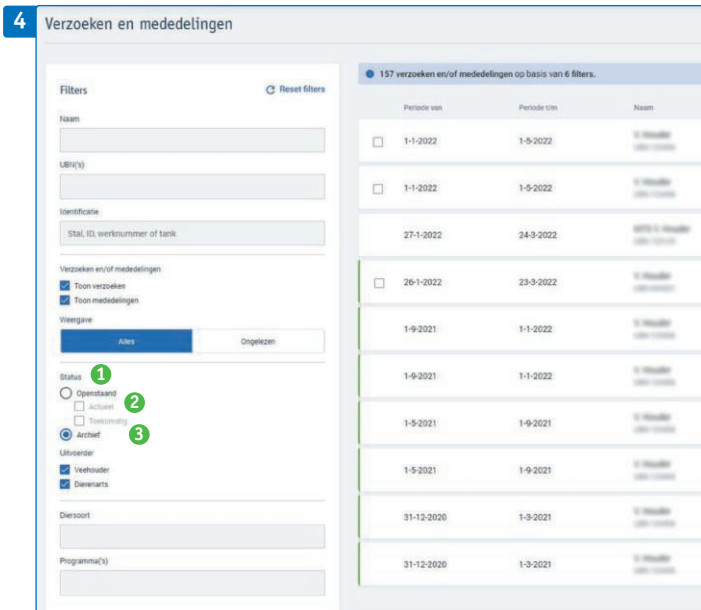 4
Verzoeken en mededelingen
Filters
Reset filters
Naam
UBN('s)
Identificatie
Stal, ID, werknummer of tank
Verzoeken en/of mededelingen
Toon verzoeken
Toon mededelingen
Weergave
Alles
Ongelezen
Status
1
Openstaand
Actueel
2
Toekomstig
Archief
3
Uitvoerder
Veehouder
Dierenarts
Diersoort
Programma('s)
157 verzoeken en/of mededelingen op basis van 6 filters.
Periode van Periode t/m Naam
1-1-2022 1-5-2022
1-1-2022 1-5-2022
27-1-2022 24-3-2022
26-1-2022 23-3-2022
1-9-2021 1-1-2022
1-9-2021 1-1-2022
1-5-2021 1-9-2021
1-5-2021 1-9-2021
31-12-2020 1-3-2021
31-12-2020 1-3-2021